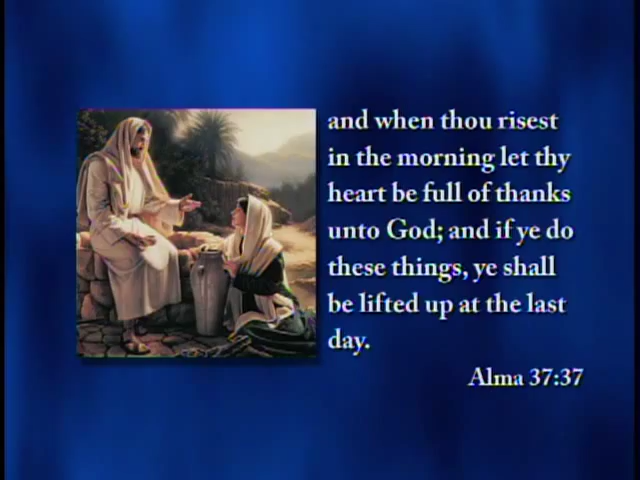 and when thou risest
in the morning let thy
heart be full of thanks
unto God; and if ye do
these things, ye shall
be lifted up at the last
day.
Alma 37:37